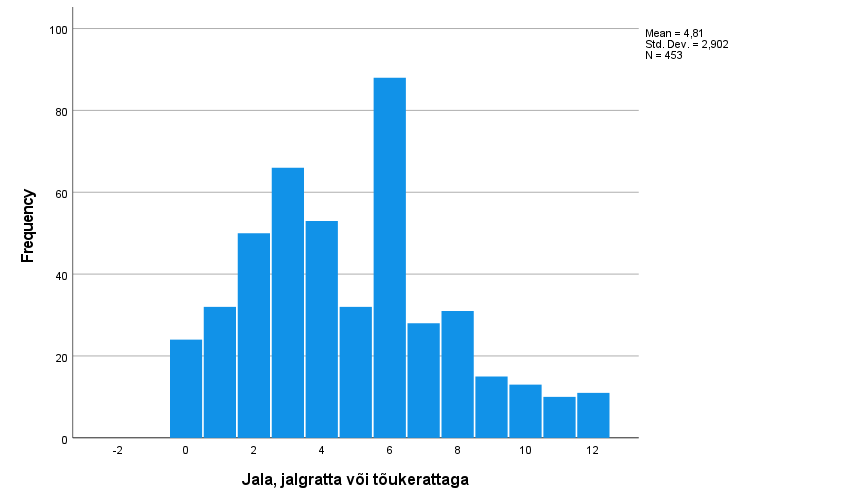 Mean = 4,81
Std. Dev. = 2,902
N = 453
100
80
60
40
20
0
Frequency
-2 0 2 4 6 8 10 12
Jala, jalgratta või tõukerattaga